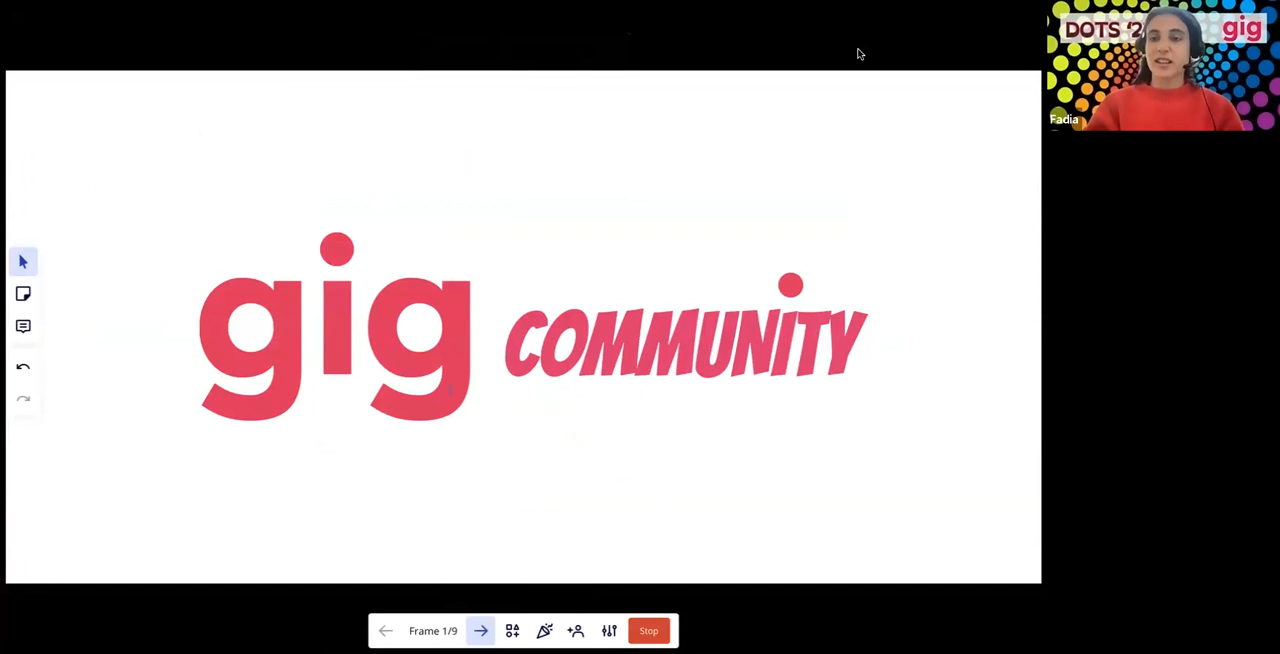 DOTS '2
gig
Fadia
gig COMMUNITY
Frame 1/9
Stop